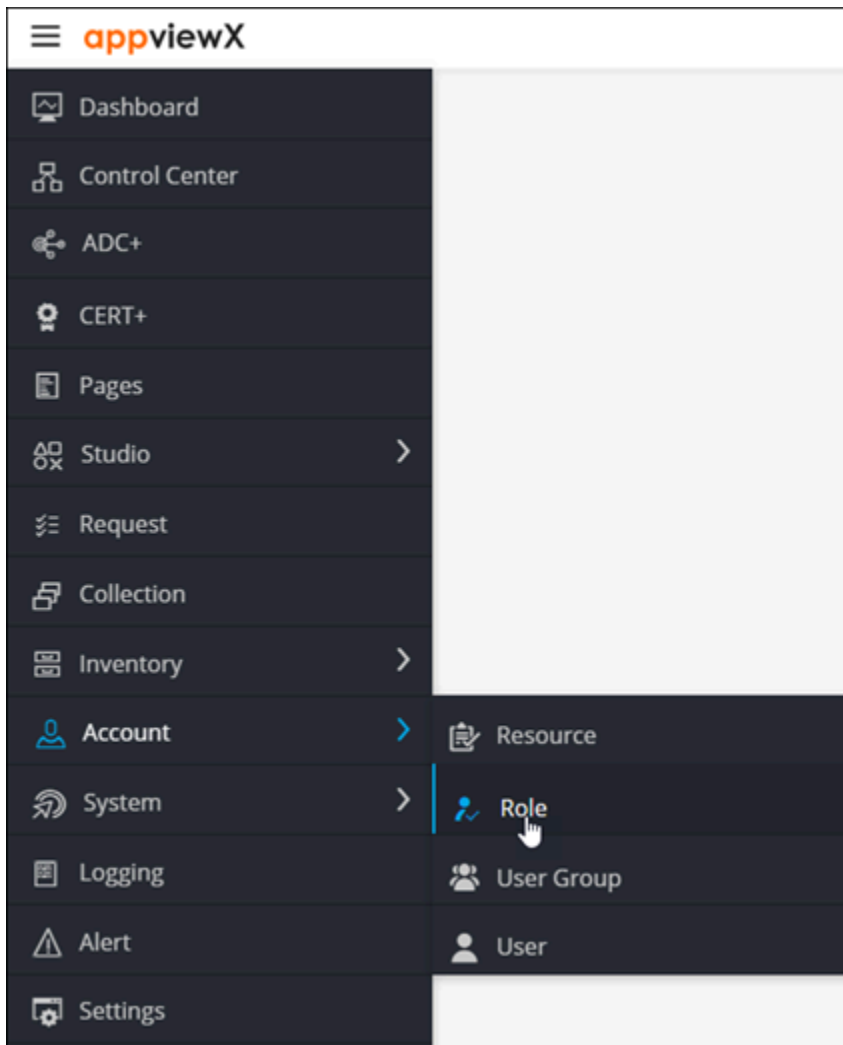 appviewX
Dashboard
Control Center
ADC+
CERT+
Pages
Studio
Request
Collection
Inventory
Account
Resource
Role
User Group
User
System
Logging
Alert
Settings